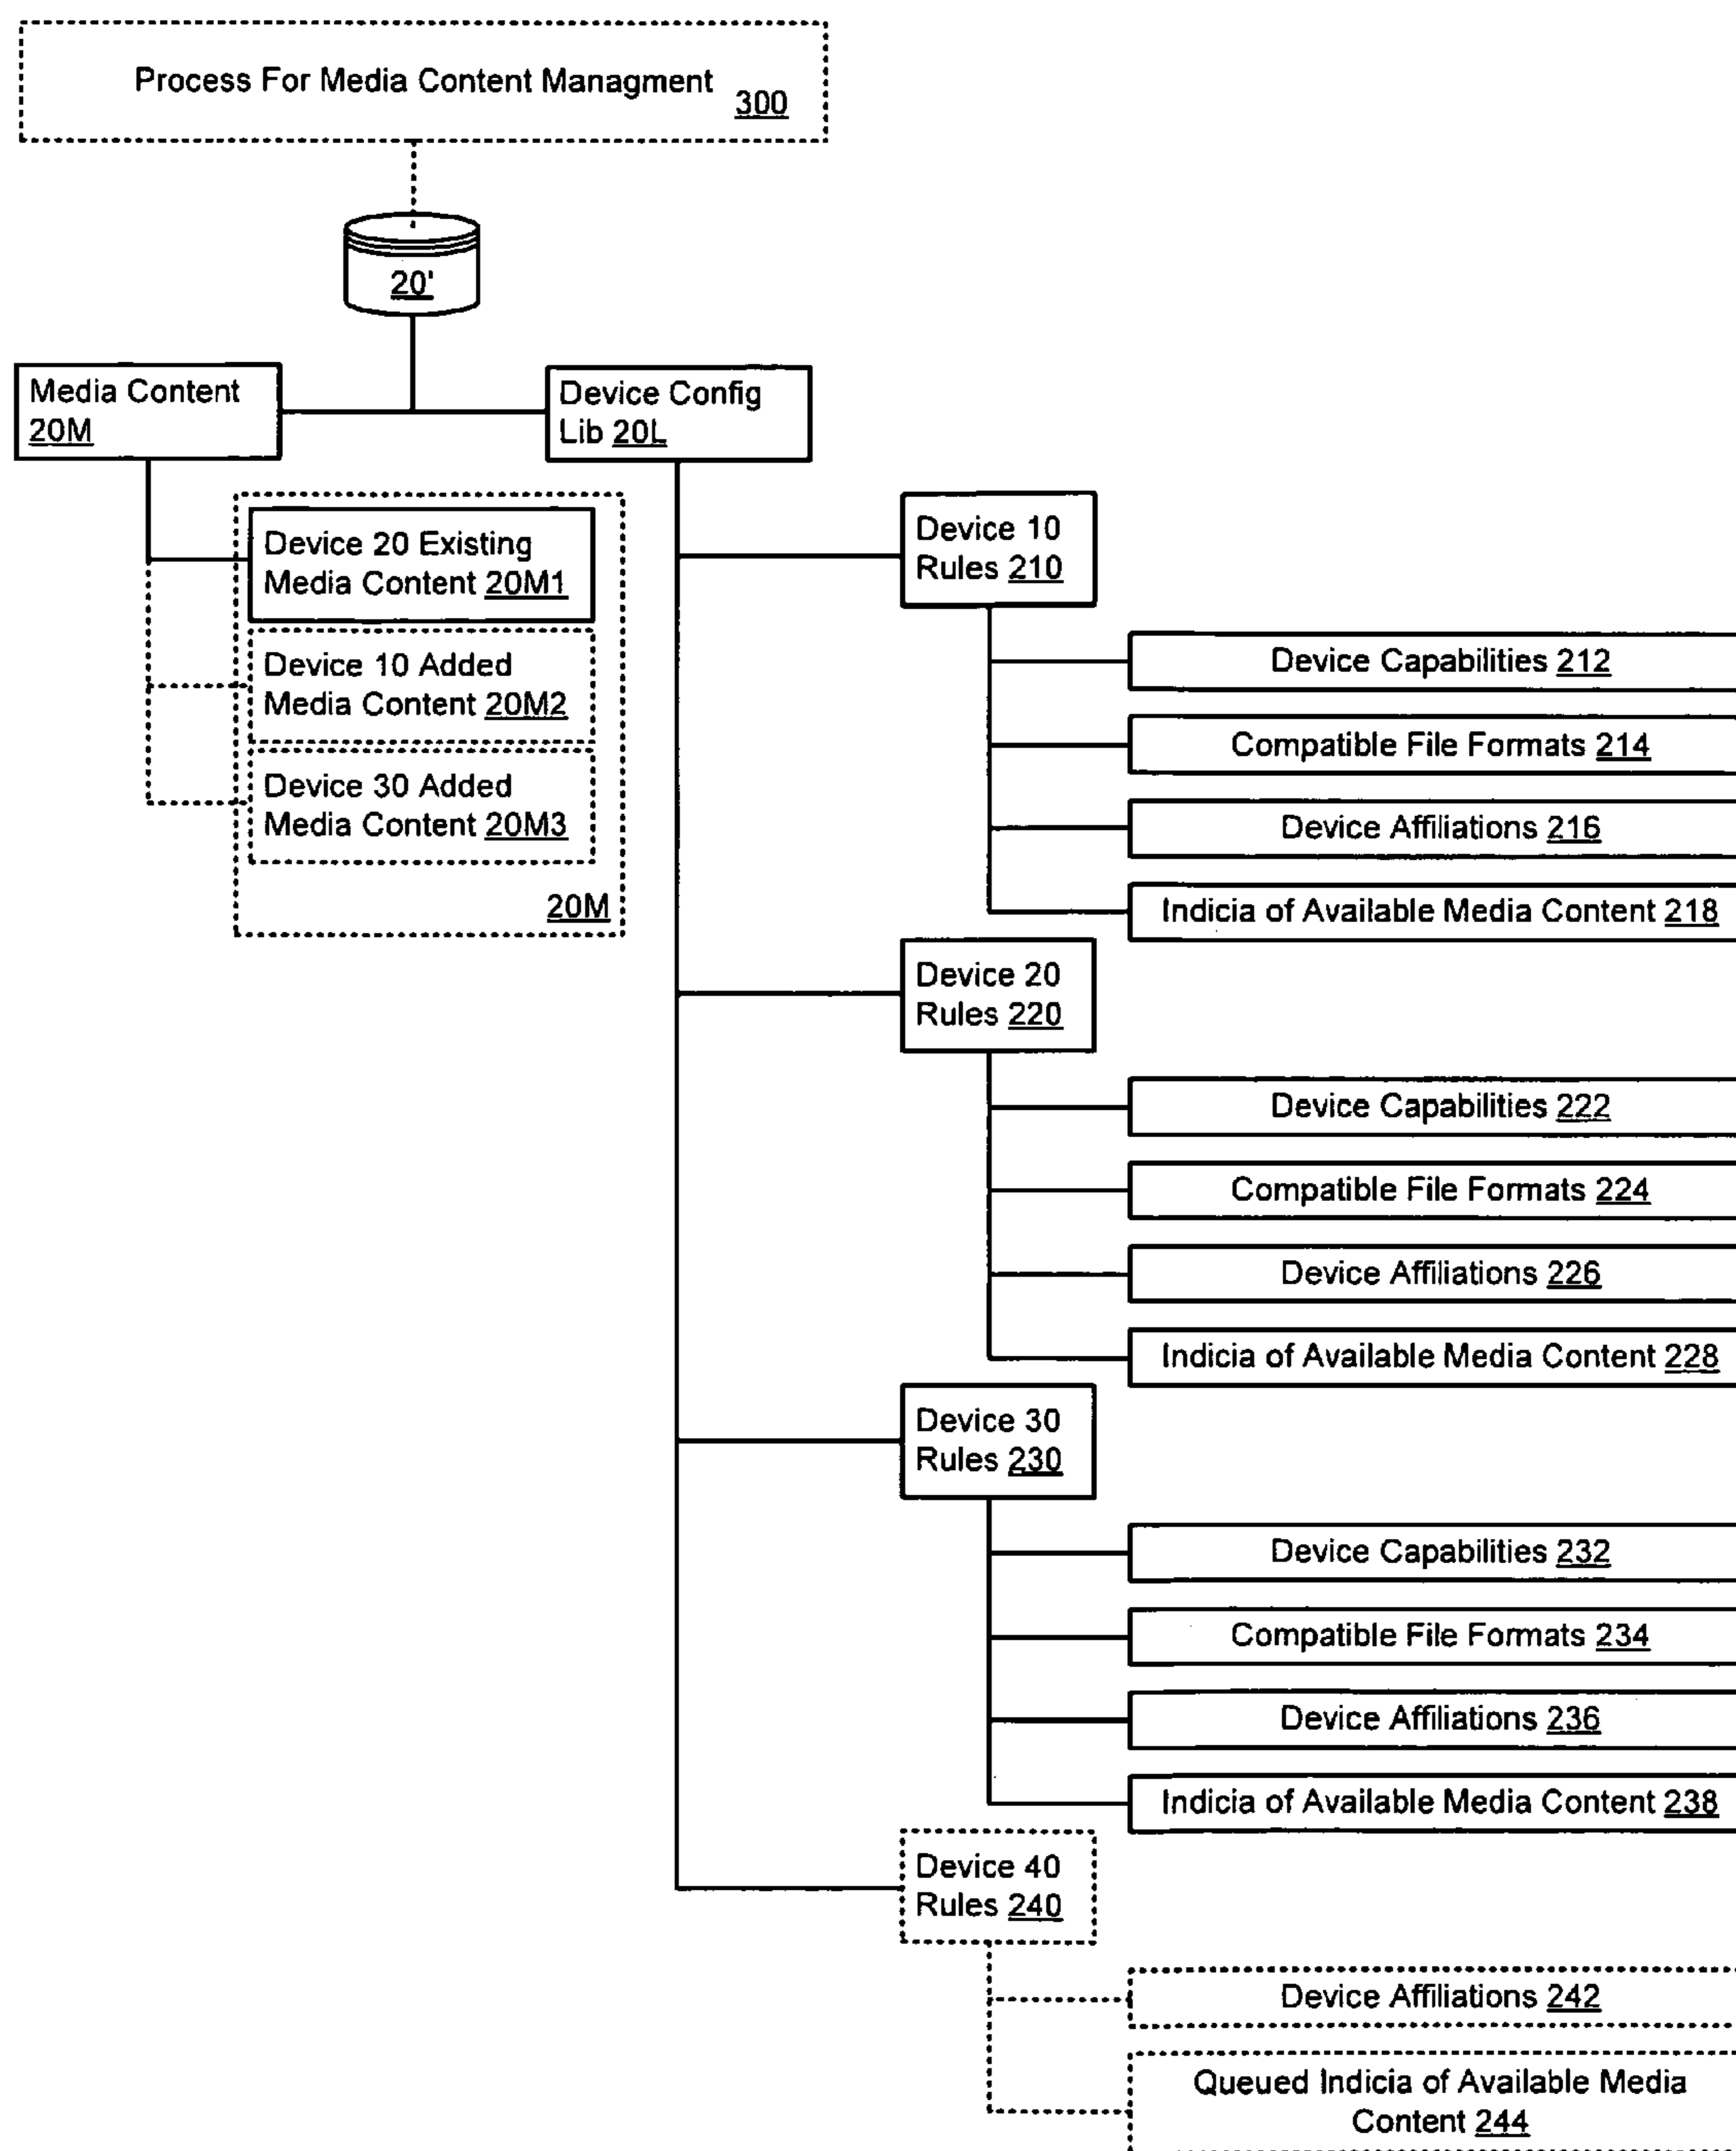 Process For Media Content Managment 300
20'
Media Content
20M
Device Config
Lib 20L
Device 20 Existing
Media Content 20M1
Device 10 Added
Media Content 20M2
Device 30 Added
Media Content 20M3
20M
Device 10
Rules 210
Device Capabilities 212
Compatible File Formats 214
Device Affiliations 216
Indicia of Available Media Content 218
Device 20
Rules 220
Device Capabilities 222
Compatible File Formats 224
Device Affiliations 226
Indicia of Available Media Content 228
Device 30
Rules 230
Device Capabilities 232
Compatible File Formats 234
Device Affiliations 236
Indicia of Available Media Content 238
Device 40
Rules 240
Device Affiliations 242
Queued Indicia of Available Media
Content 244